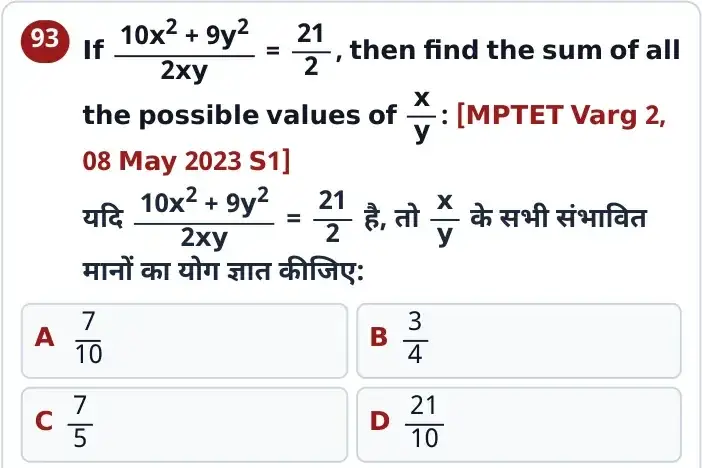 93 If (10x² + 9y²)/(2xy) = 21/2, then find the sum of all
the possible values of x/y: [MPTET Varg 2,
08 May 2023 S1]
यदि (10x² + 9y²)/(2xy) = 21/2 है, तो x/y के सभी संभावित
मानों का योग ज्ञात कीजिए:
A 7/10
B 3/4
C 7/5
D 21/10